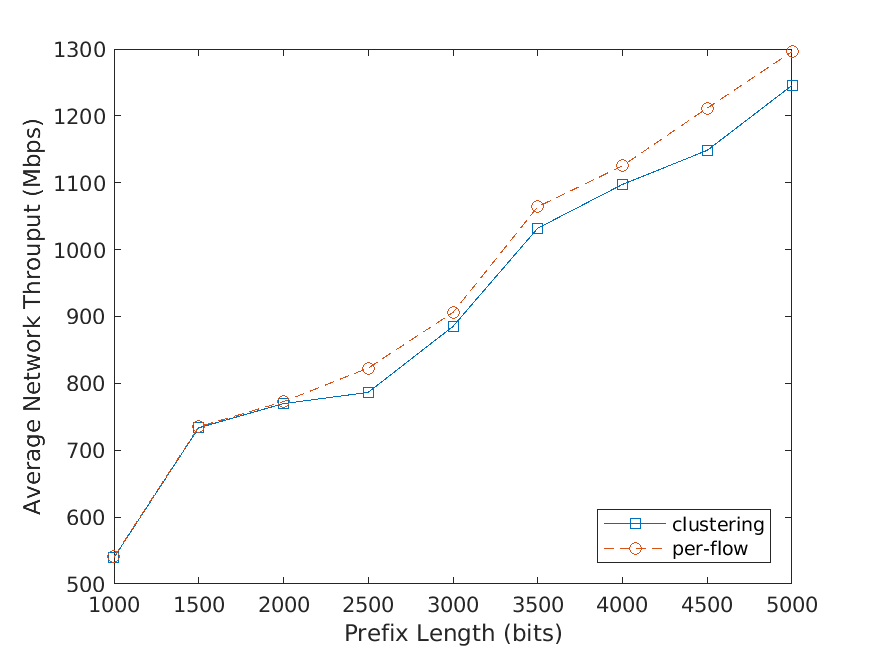 1300
1200
1100
1000
900
800
700
600
500
Average Network Throuput (Mbps)
clustering
per-flow
1000 1500 2000 2500 3000 3500 4000 4500 5000
Prefix Length (bits)